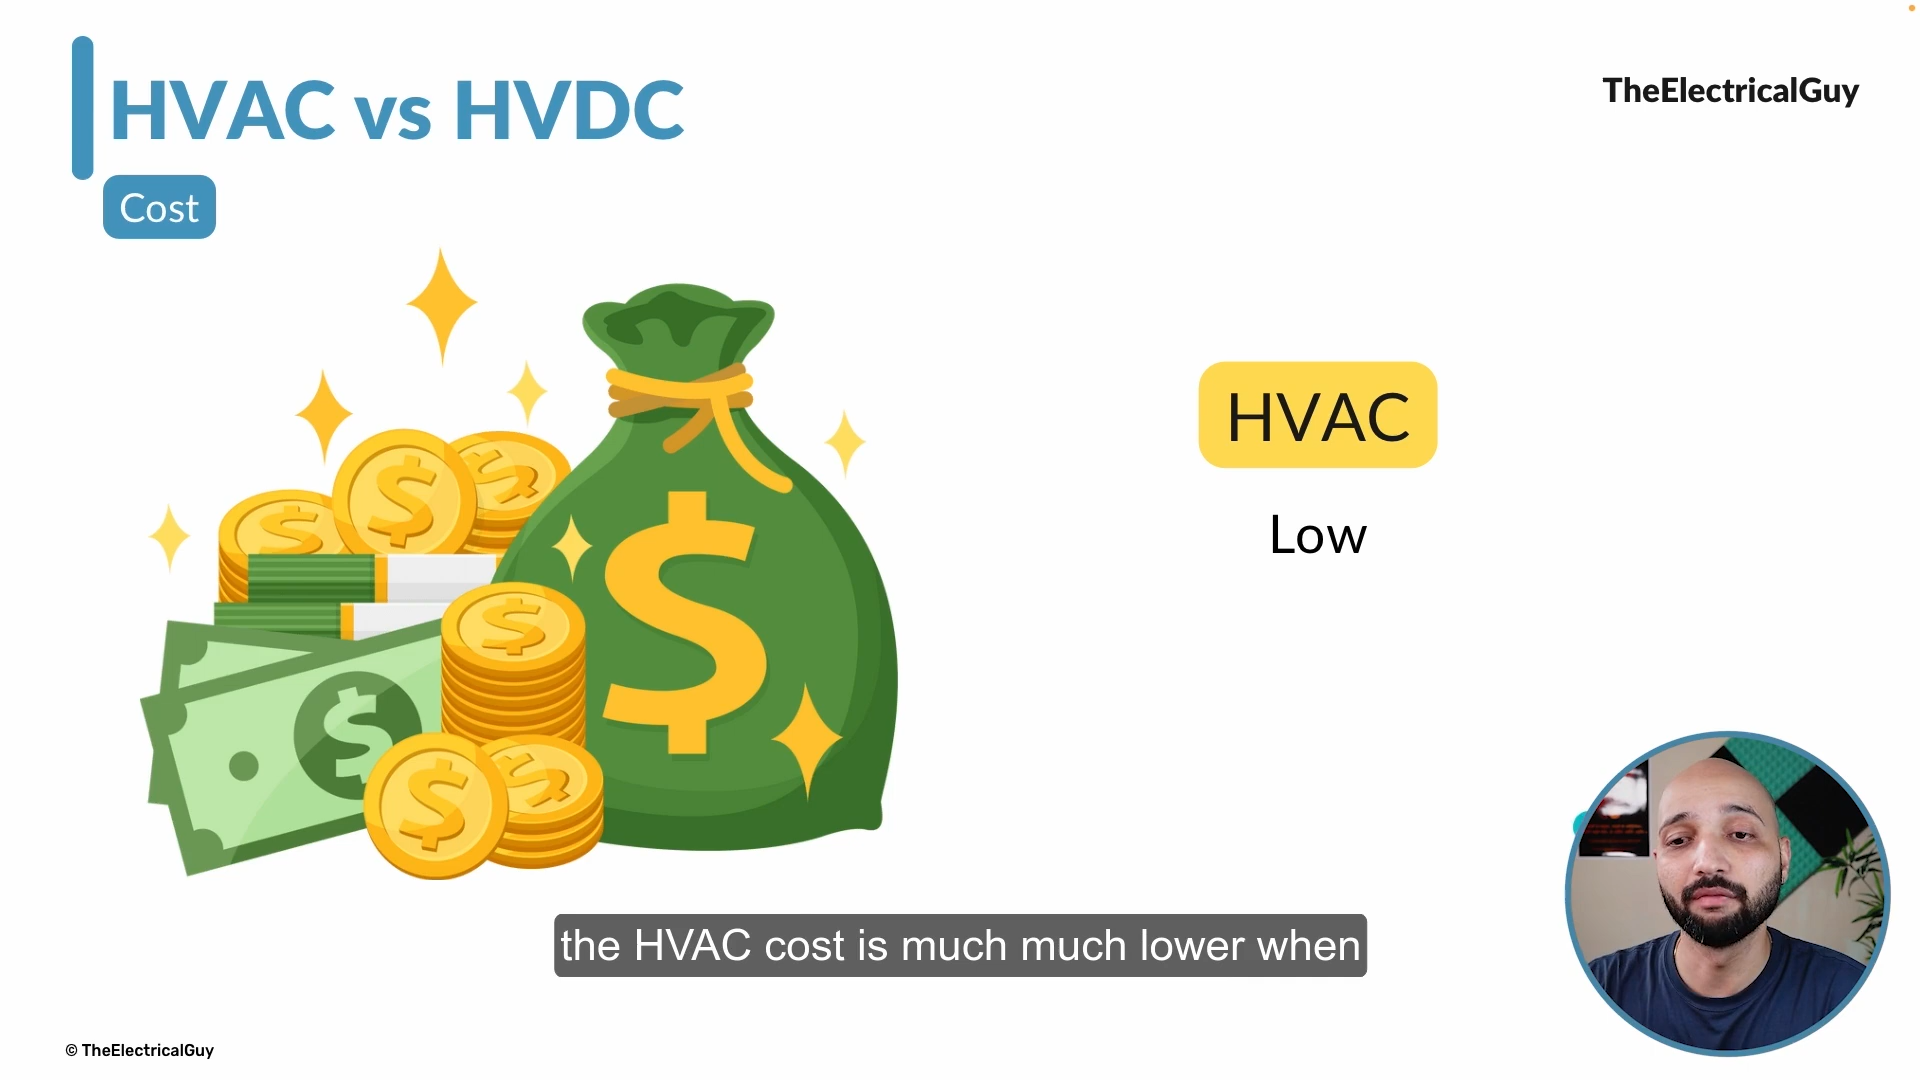 HVAC vs HVDC
TheElectricalGuy
Cost
HVAC
Low
the HVAC cost is much much lower when
© TheElectricalGuy